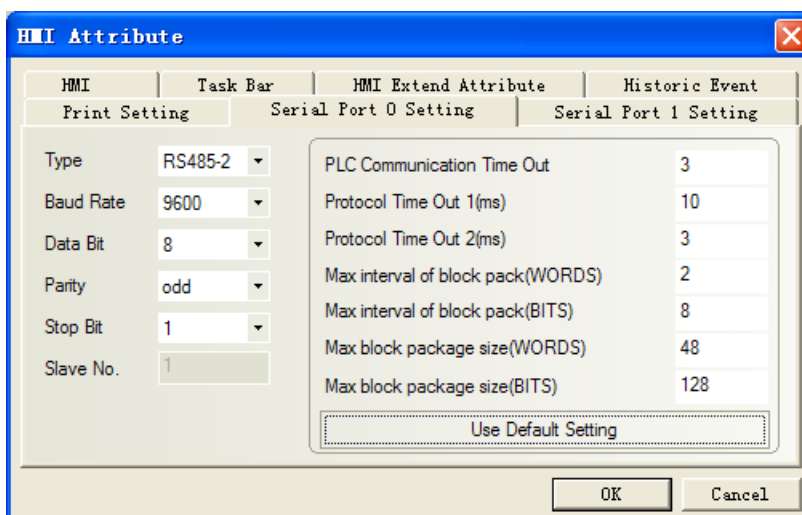 HMI Attribute
HMI Task Bar HMI Extend Attribute Historic Event
Print Setting Serial Port 0 Setting Serial Port 1 Setting
Type RS485-2
Baud Rate 9600
Data Bit 8
Parity odd
Stop Bit 1
Slave No. 1
PLC Communication Time Out 3
Protocol Time Out 1(ms) 10
Protocol Time Out 2(ms) 3
Max interval of block pack(WORDS) 2
Max interval of block pack(BITS) 8
Max block package size(WORDS) 48
Max block package size(BITS) 128
Use Default Setting
OK Cancel